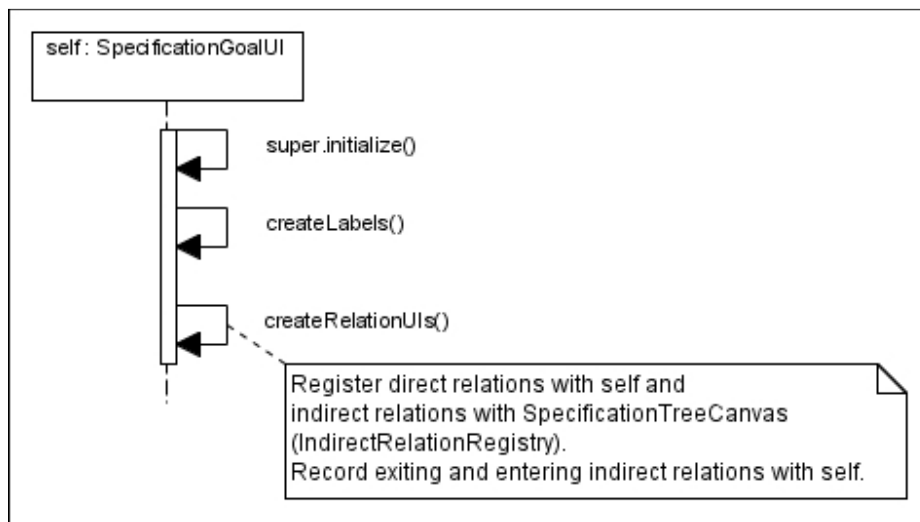 self: SpecificationGoalUI
super.initialize()
createLabels()
createRelationUIs()
Register direct relations with self and
indirect relations with SpecificationTreeCanvas
(IndirectRelationRegistry).
Record exiting and entering indirect relations with self.